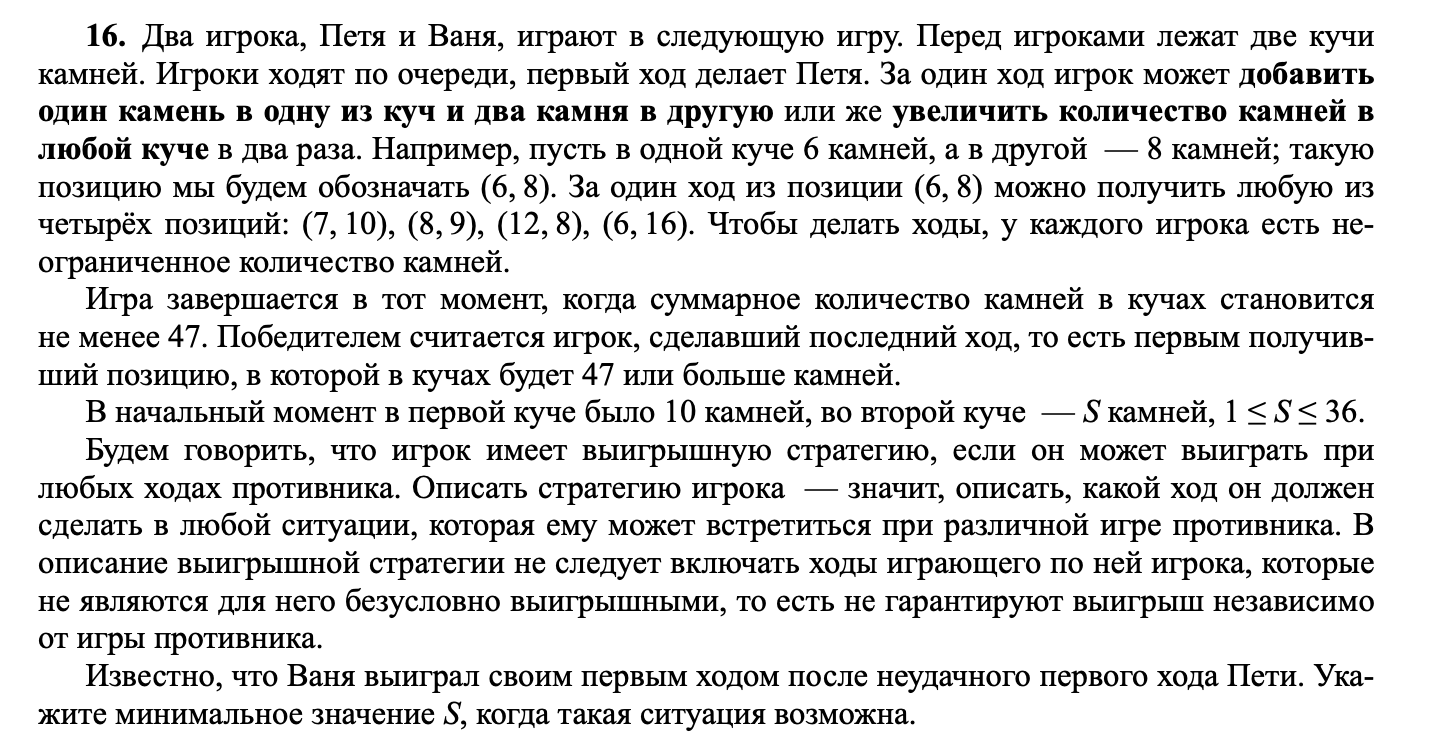 16. Два игрока, Петя и Ваня, играют в следующую игру. Перед игроками лежат две кучи
камней. Игроки ходят по очереди, первый ход делает Петя. За один ход игрок может добавить
один камень в одну из куч и два камня в другую или же увеличить количество камней в
любой куче в два раза. Например, пусть в одной куче 6 камней, а в другой — 8 камней; такую
позицию мы будем обозначать (6, 8). За один ход из позиции (6, 8) можно получить любую из
четырёх позиций: (7, 10), (8, 9), (12, 8), (6, 16). Чтобы делать ходы, у каждого игрока есть не-
ограниченное количество камней.
Игра завершается в тот момент, когда суммарное количество камней в кучах становится
не менее 47. Победителем считается игрок, сделавший последний ход, то есть первым получив-
ший позицию, в которой в кучах будет 47 или больше камней.
В начальный момент в первой куче было 10 камней, во второй куче — S камней, 1 ≤ S ≤ 36.
Будем говорить, что игрок имеет выигрышную стратегию, если он может выиграть при
любых ходах противника. Описать стратегию игрока — значит, описать, какой ход он должен
сделать в любой ситуации, которая ему может встретиться при различной игре противника. В
описание выигрышной стратегии не следует включать ходы играющего по ней игрока, которые
не являются для него безусловно выигрышными, то есть не гарантируют выигрыш независимо
от игры противника.
Известно, что Ваня выиграл своим первым ходом после неудачного первого хода Пети. Ука-
жите минимальное значение S, когда такая ситуация возможна.